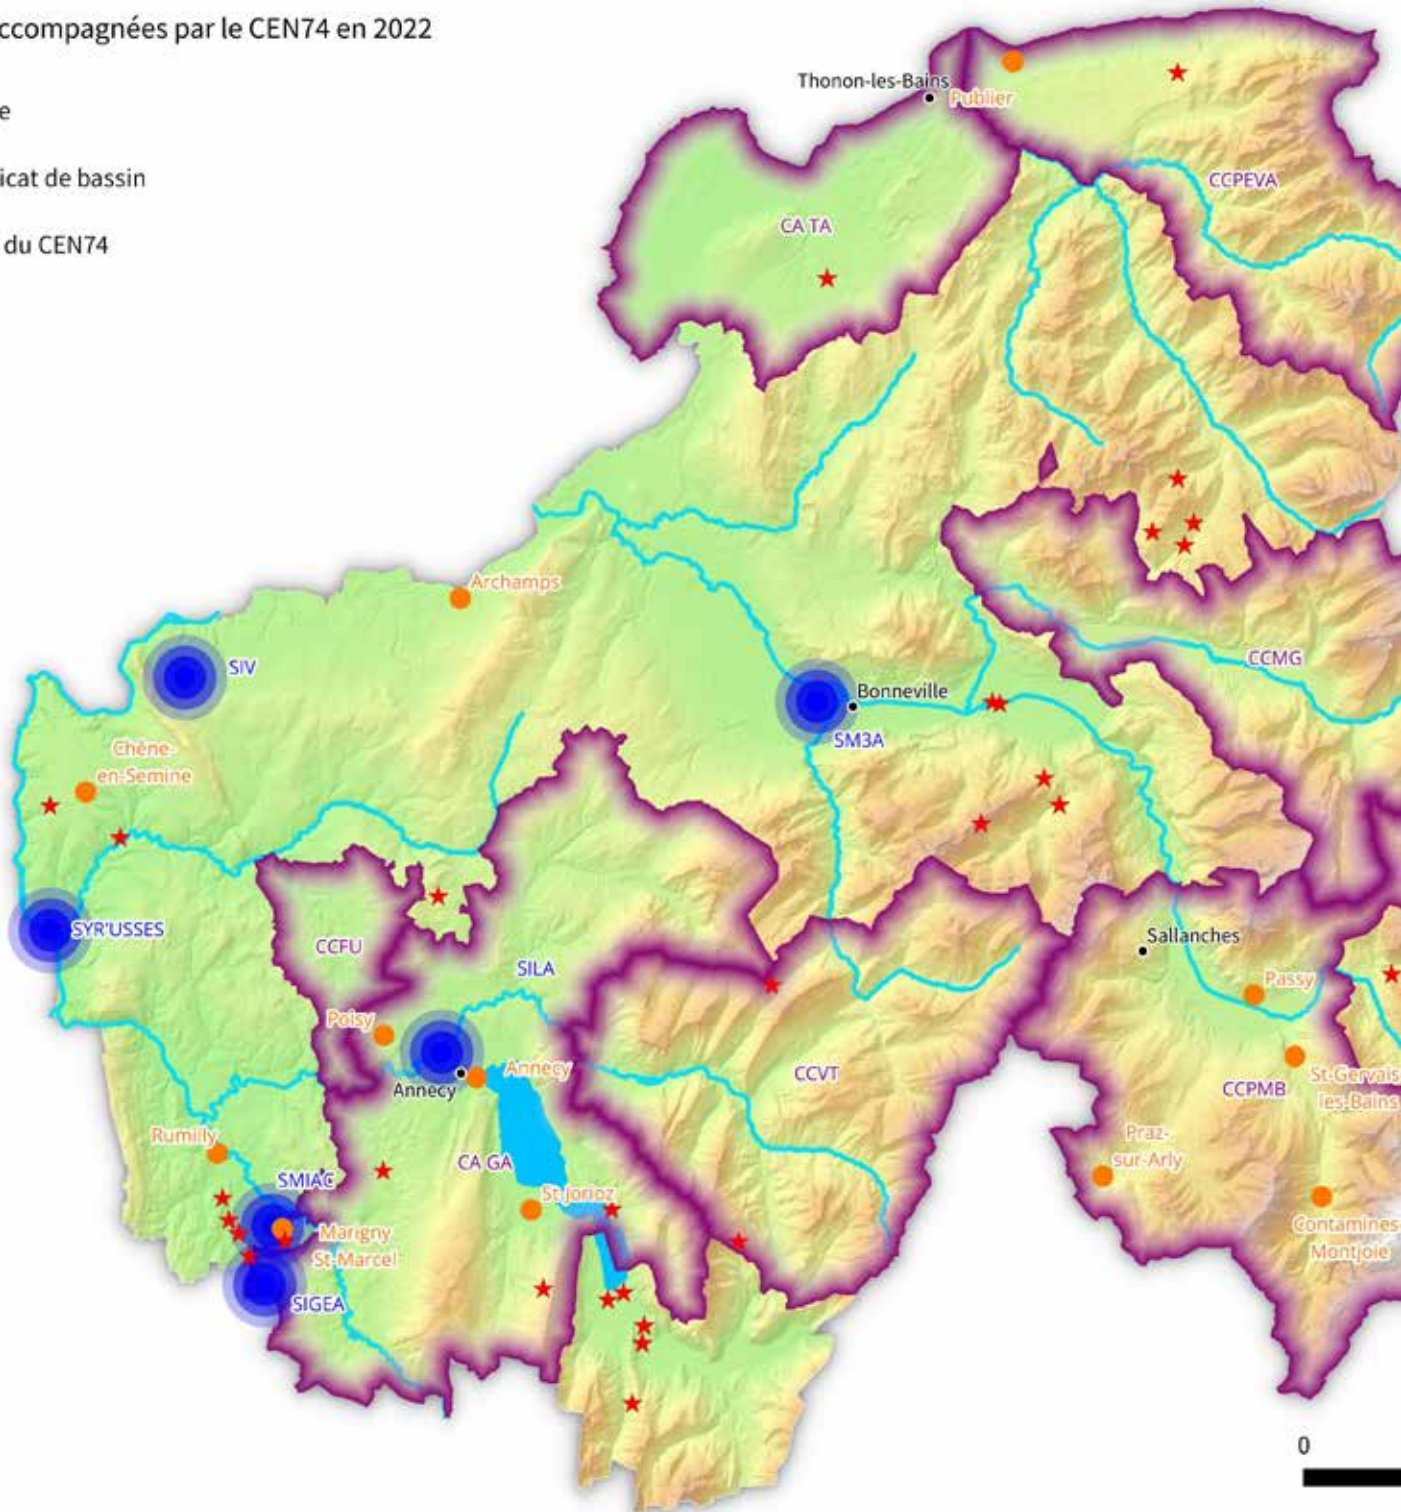 ccompagnées par le CEN74 en 2022
e
icat de bassin
du CEN74
Thonon-les-Bains
Publier
CCPEVA
CA TA
Archamps
SIV
CCMG
Bonneville
SM3A
Chêne-
en-Semine
SYR'USSES
CCFU
SILA
Sallanches
Passy
Poisy
Annecy
Annecy
CCVT
CCPMB
St-Gervais
les-Bains
Rumilly
Praz-
sur-Arly
SMIAC
CA GA
St-Jorioz
Marigny
St-Marcel
Contamines
Montjoie
SIGEA
0